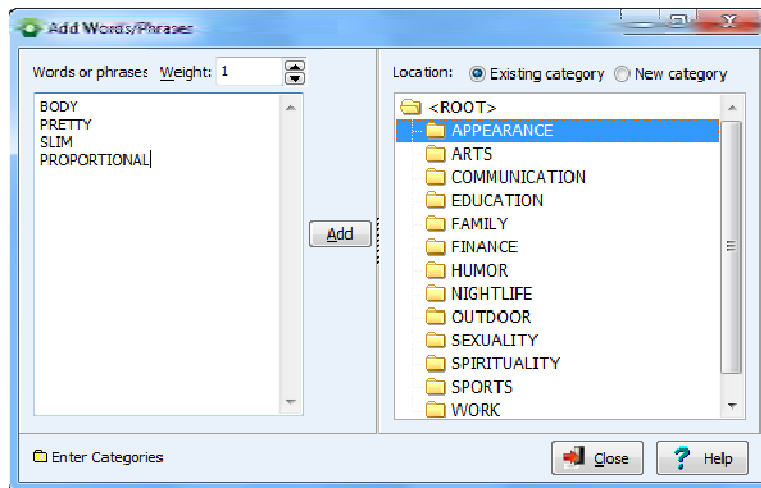 Add Words/Phrases
Words or phrases Weight: 1
BODY
PRETTY
SLIM
PROPORTIONAL
Add
Location: Existing category New category
<ROOT>
APPEARANCE
ARTS
COMMUNICATION
EDUCATION
FAMILY
FINANCE
HUMOR
NIGHTLIFE
OUTDOOR
SEXUALITY
SPIRITUALITY
SPORTS
WORK
Enter Categories
Close
? Help